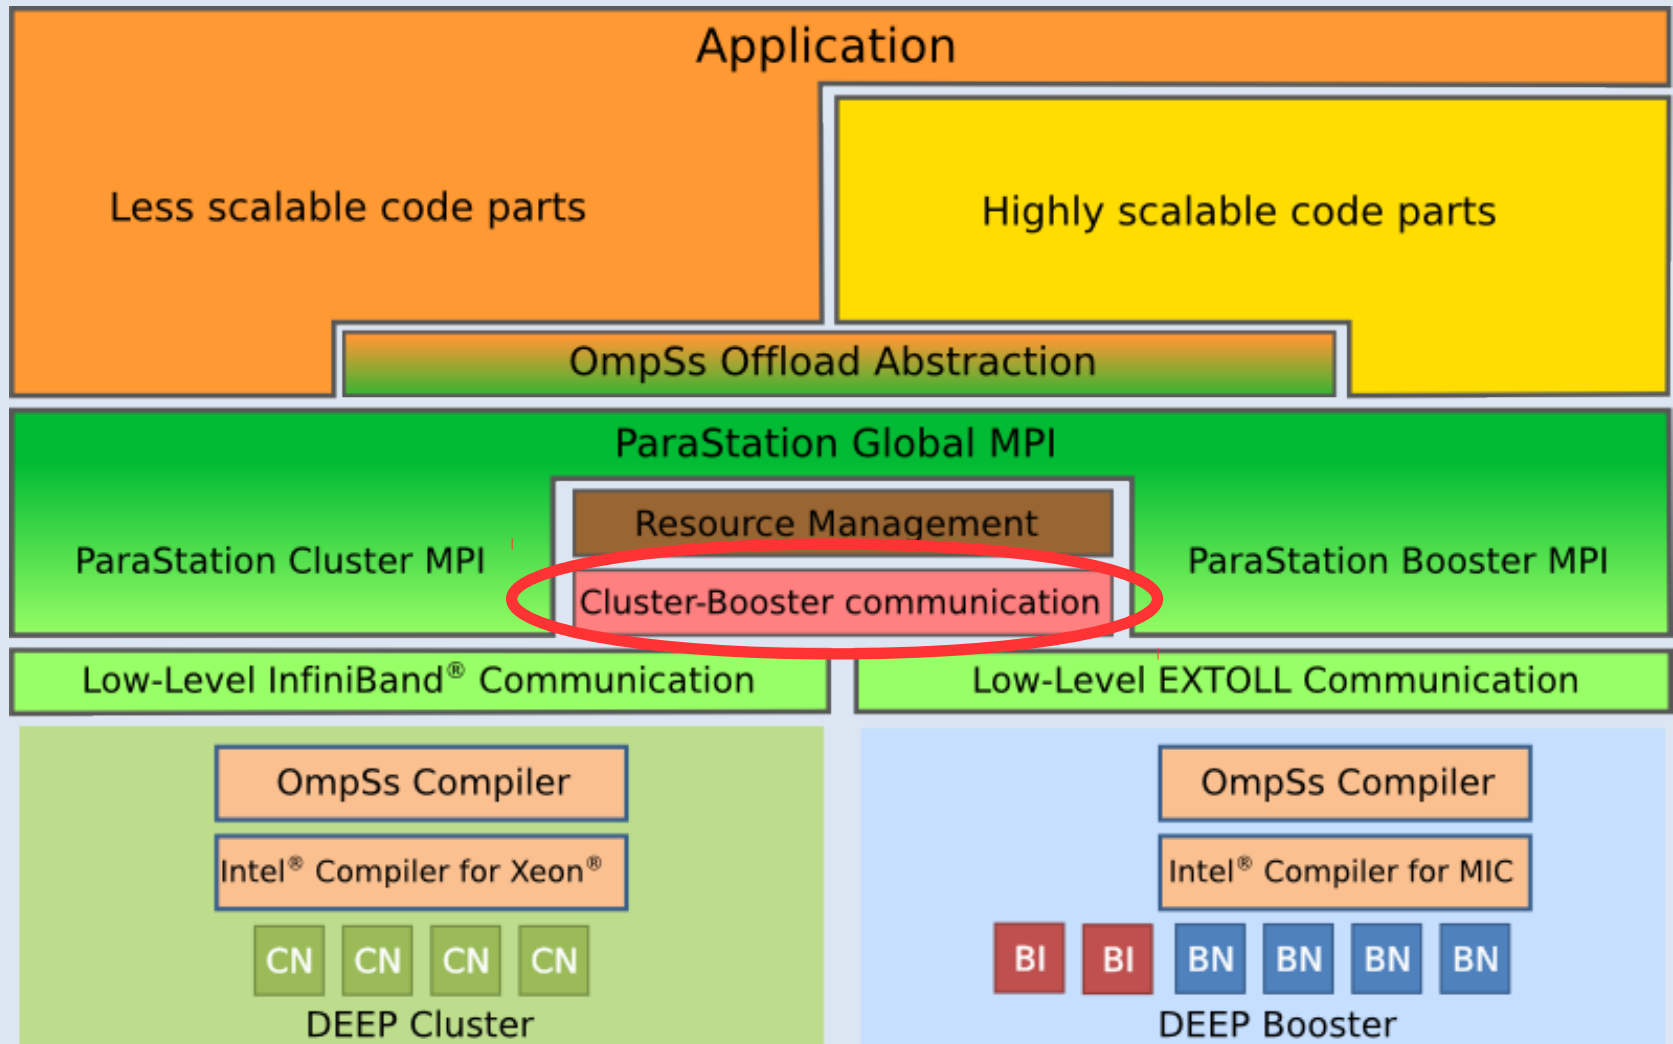 Application
Less scalable code parts
Highly scalable code parts
OmpSs Offload Abstraction
ParaStation Global MPI
Resource Management
ParaStation Cluster MPI
ParaStation Booster MPI
Cluster-Booster communication
Low-Level InfiniBand® Communication
Low-Level EXTOLL Communication
OmpSs Compiler
OmpSs Compiler
Intel® Compiler for Xeon®
Intel® Compiler for MIC
CN CN CN CN
BI BI BN BN BN BN
DEEP Cluster
DEEP Booster